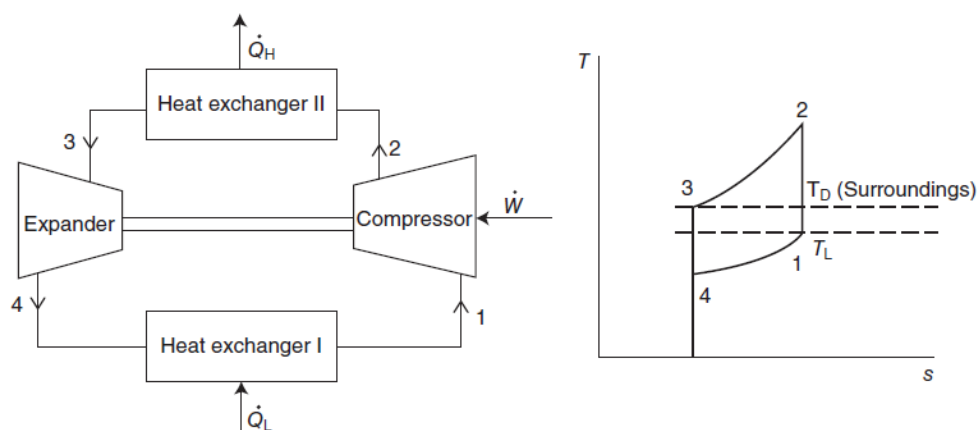 Q̇H
Heat exchanger II
3
2
Expander
Compressor
Ẇ
4
1
Heat exchanger I
Q̇L
T
2
3
TD (Surroundings)
TL
1
4
s